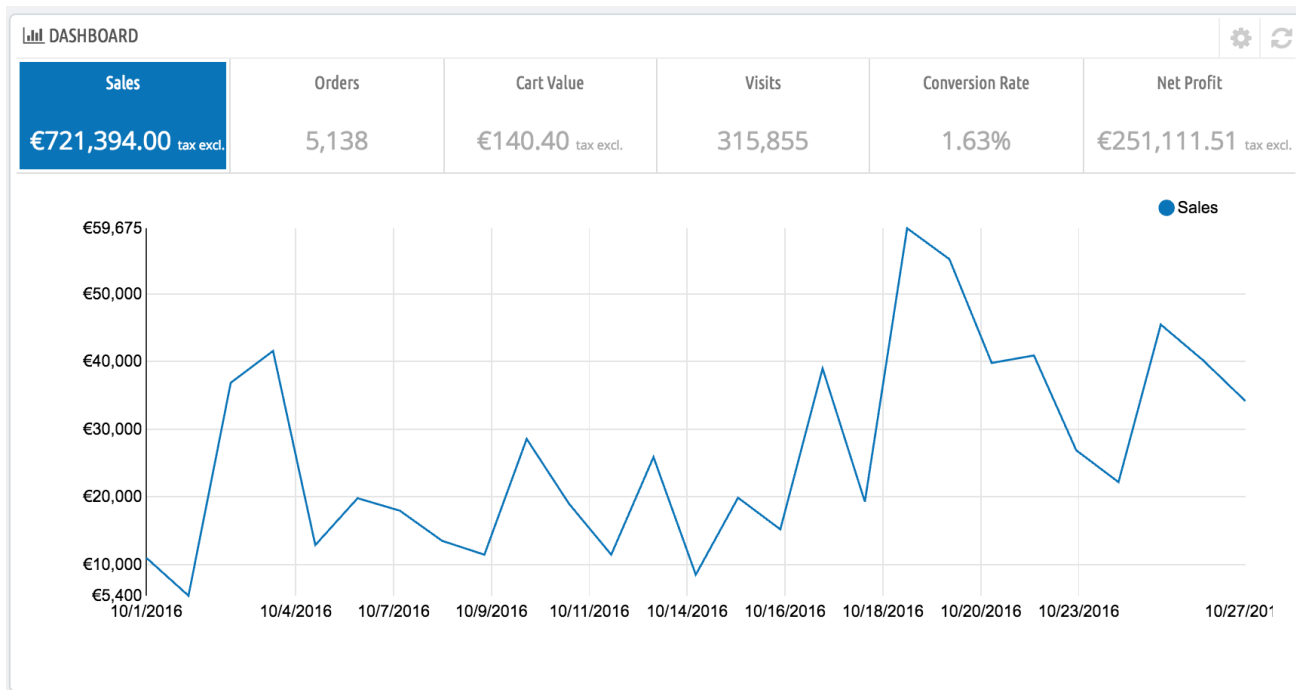 DASHBOARD
Sales
€721,394.00 tax excl.
Orders
5,138
Cart Value
€140.40 tax excl.
Visits
315,855
Conversion Rate
1.63%
Net Profit
€251,111.51 tax excl.
Sales
€59,675
€50,000
€40,000
€30,000
€20,000
€10,000
€5,400
10/1/2016 10/4/2016 10/7/2016 10/9/2016 10/11/2016 10/14/2016 10/16/2016 10/18/2016 10/20/2016 10/23/2016 10/27/201